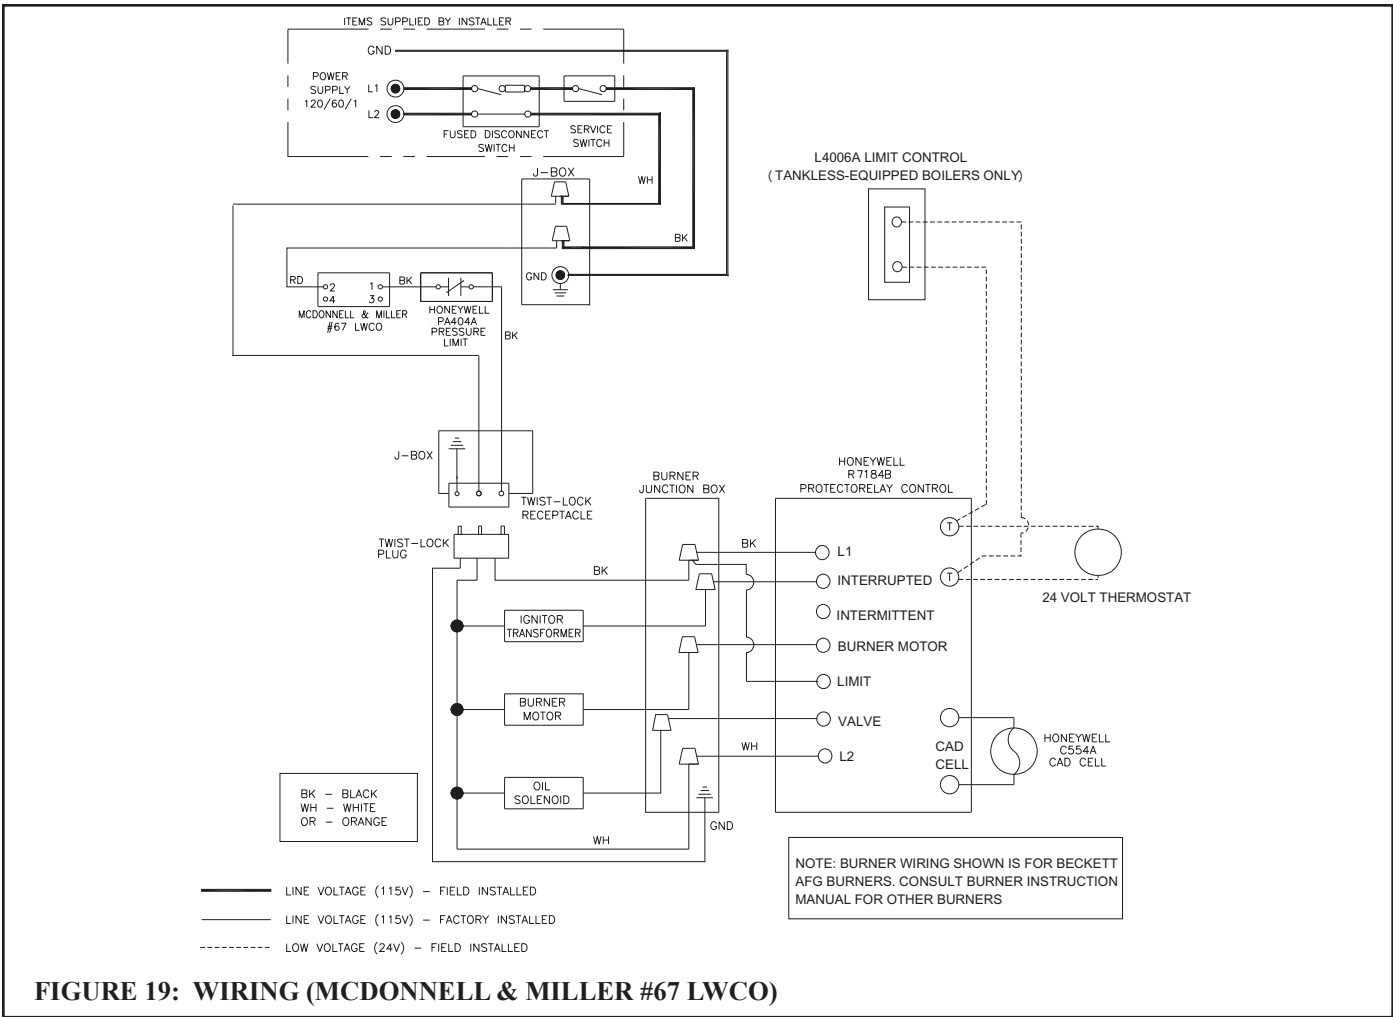 ITEMS SUPPLIED BY INSTALLER
GND
POWER
SUPPLY
120/60/1
L1
L2
FUSED DISCONNECT
SWITCH
SERVICE
SWITCH
J-BOX
WH
BK
GND
RD
2
4
1
3
BK
MCDONNELL & MILLER
#67 LWCO
HONEYWELL
PA404A
PRESSURE
LIMIT
BK
L4006A LIMIT CONTROL
( TANKLESS-EQUIPPED BOILERS ONLY)
J-BOX
TWIST-LOCK
RECEPTACLE
TWIST-LOCK
PLUG
BK
BURNER
JUNCTION BOX
BK
HONEYWELL
R7184B
PROTECTORELAY CONTROL
L1
INTERRUPTED
INTERMITTENT
BURNER MOTOR
LIMIT
VALVE
L2
T
T
24 VOLT THERMOSTAT
IGNITOR
TRANSFORMER
BURNER
MOTOR
OIL
SOLENOID
WH
WH
GND
CAD
CELL
HONEYWELL
C554A
CAD CELL
BK – BLACK
WH – WHITE
OR – ORANGE
NOTE: BURNER WIRING SHOWN IS FOR BECKETT
AFG BURNERS. CONSULT BURNER INSTRUCTION
MANUAL FOR OTHER BURNERS
LINE VOLTAGE (115V) – FIELD INSTALLED
LINE VOLTAGE (115V) – FACTORY INSTALLED
LOW VOLTAGE (24V) – FIELD INSTALLED
FIGURE 19: WIRING (MCDONNELL & MILLER #67 LWCO)